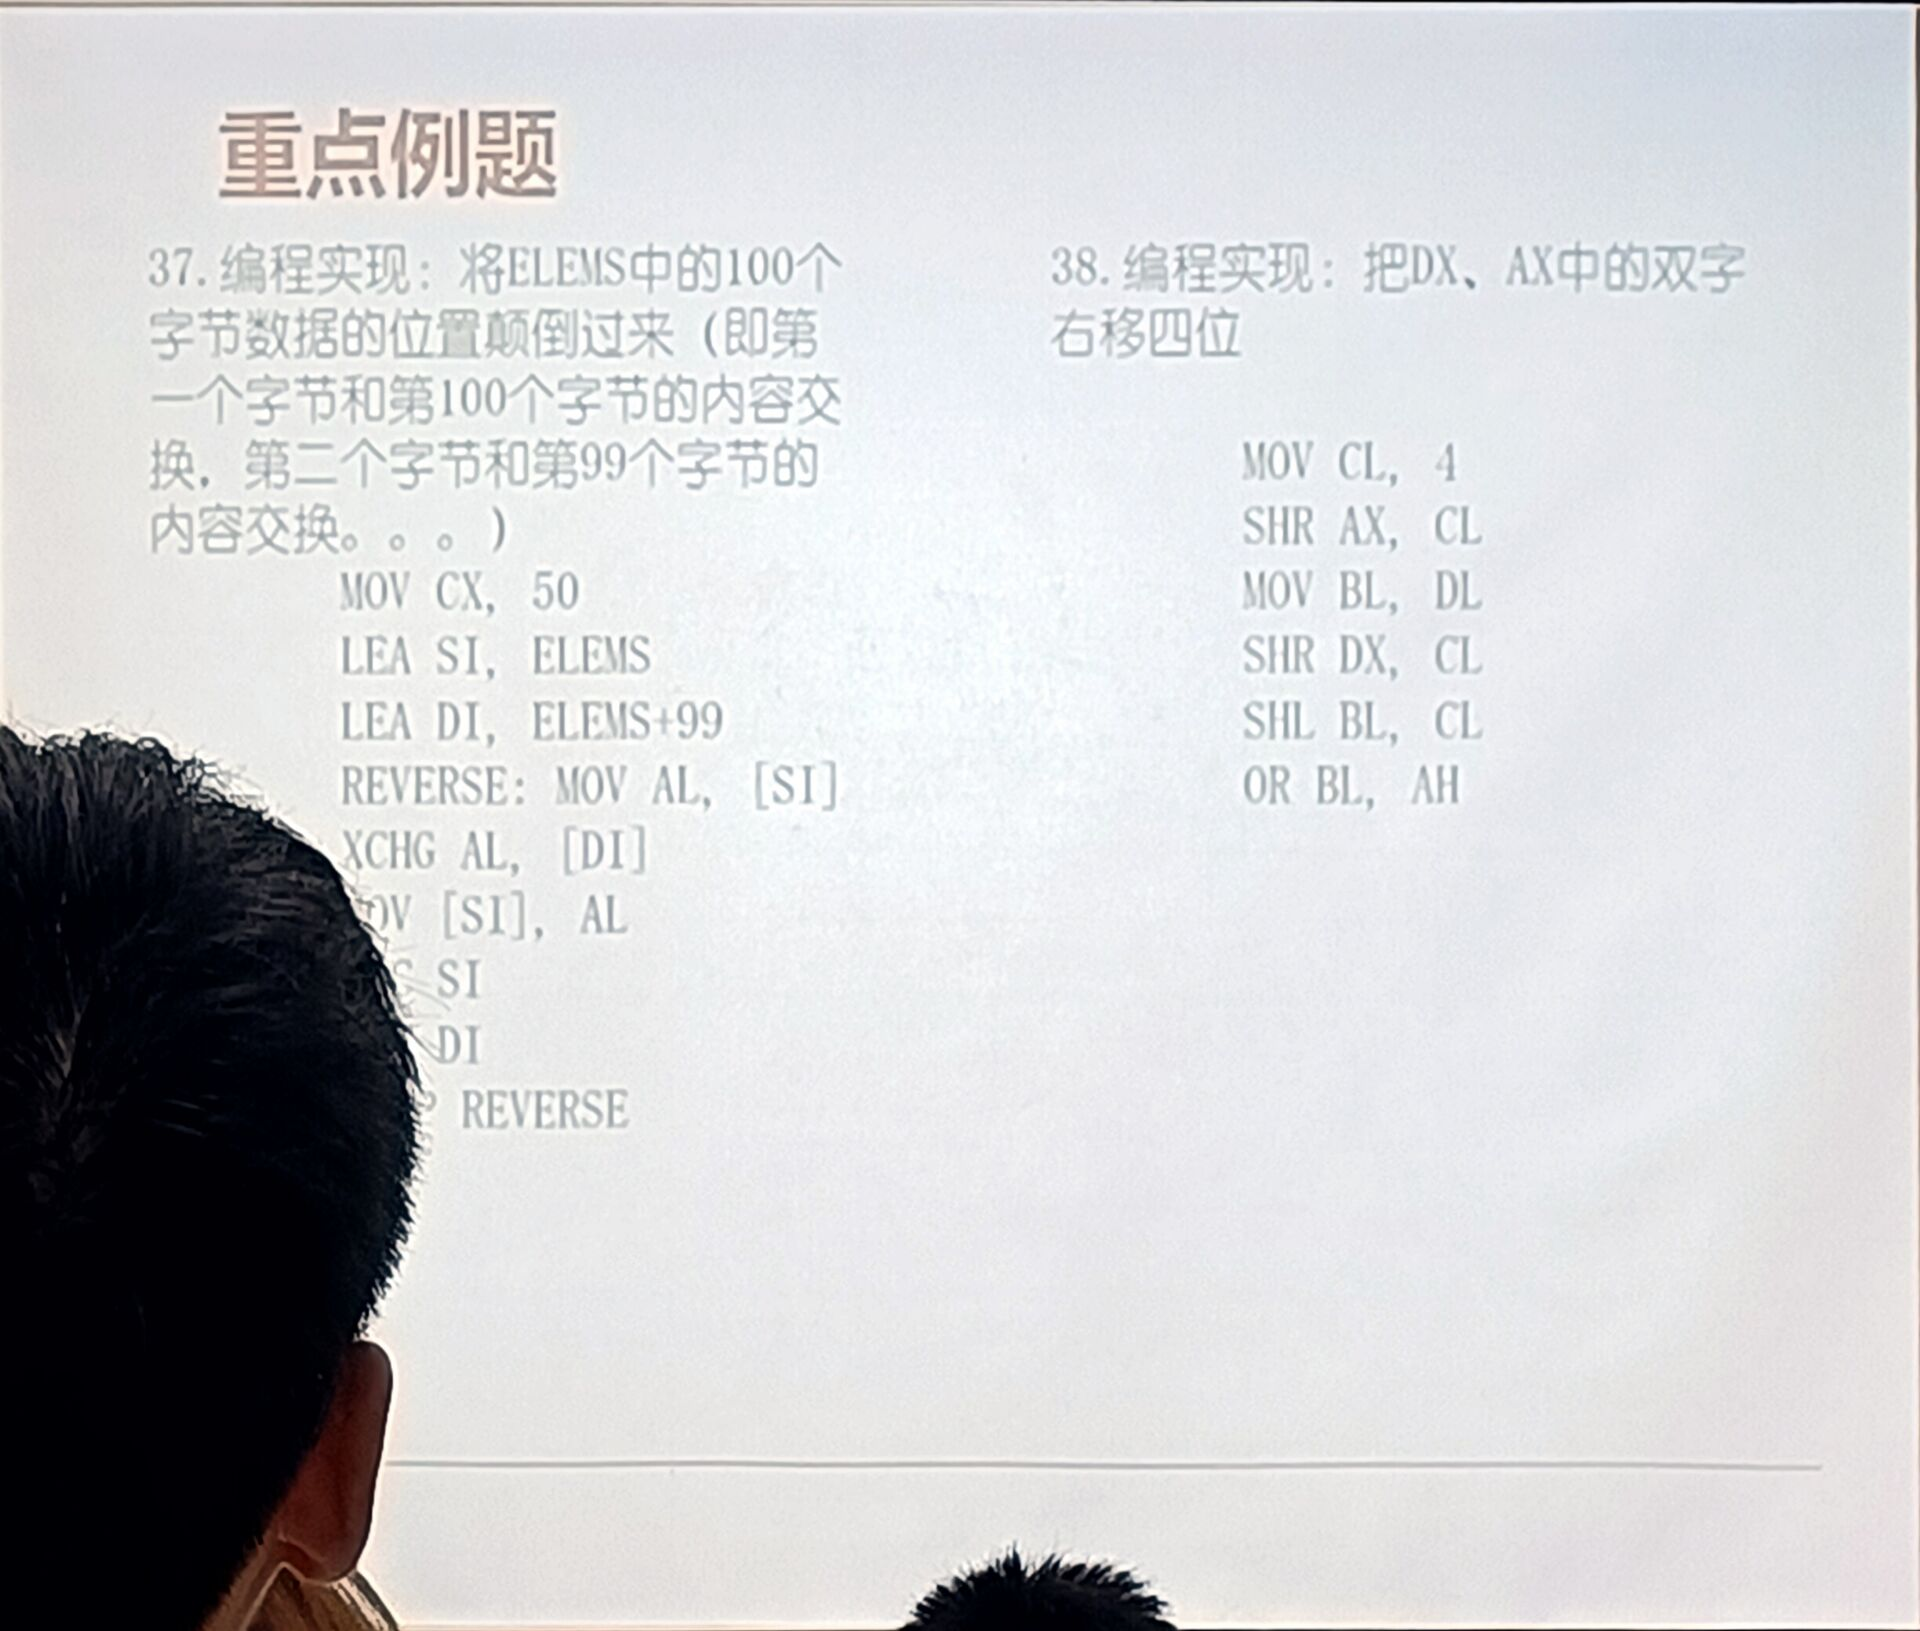 重点例题
37.编程实现：将ELEMS中的100个
字节数据的位置颠倒过来（即第
一个字节和第100个字节的内容交
换，第二个字节和第99个字节的
内容交换。。。）
MOV CX, 50
LEA SI, ELEMS
LEA DI, ELEMS+99
REVERSE: MOV AL, [SI]
XCHG AL, [DI]
[SI], AL
SI
DI
REVERSE
38.编程实现：把DX、AX中的双字
右移四位
MOV CL, 4
SHR AX, CL
MOV BL, DL
SHR DX, CL
SHL BL, CL
OR BL, AH